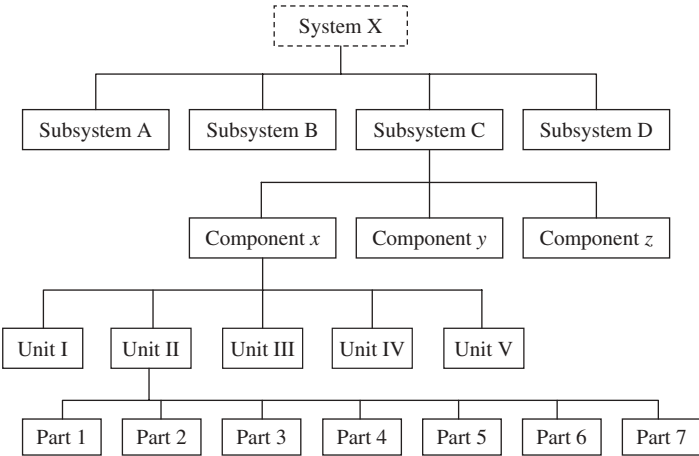 System X
Subsystem A Subsystem B Subsystem C Subsystem D
Component x Component y Component z
Unit I Unit II Unit III Unit IV Unit V
Part 1 Part 2 Part 3 Part 4 Part 5 Part 6 Part 7